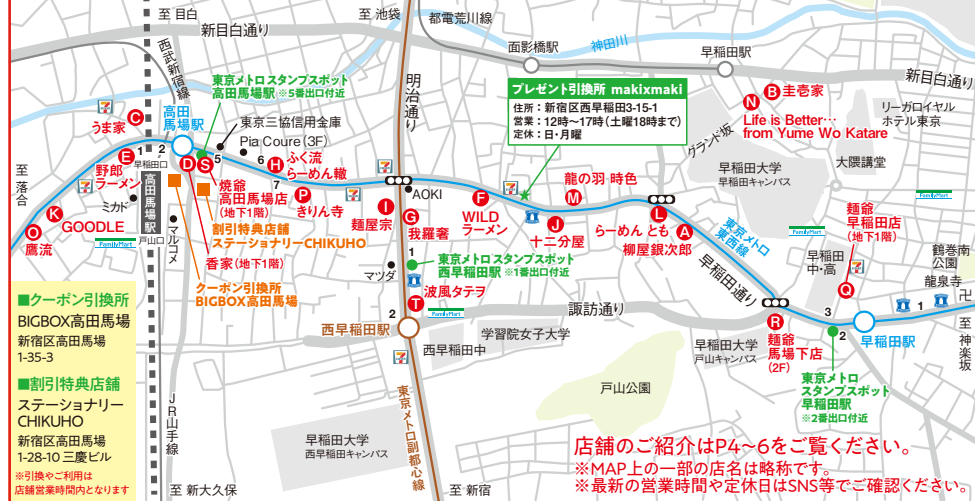 至 目白
至 池袋
都電荒川線
新目白通り
西武新宿線
明治通り
面影橋駅
神田川
早稲田駅
新目白通り
東京メトロスタンプスポット
高田馬場駅 ※5番出口付近
プレゼント引換所 makixmaki
住所：新宿区西早稲田3-15-1
営業：12時～17時(土曜18時まで)
定休：日・月曜
B 圭壱家
N
Life is Better…
from Yume Wo Katare
リーガロイヤル
ホテル東京
グランド坂
C
うま家
高田
馬場駅
東京三協信用金庫
Pia Coure (3F)
早稲田大学
早稲田キャンパス
大隈講堂
E
野郎
ラーメン
1
2
早稲田口
D
S
5
6
7
H
ふく流
らーめん轍
焼爺
高田馬場店
(地下1階)
P
きりん寺
I
麺屋宗
AOKI
G
我羅奢
F
WILD
ラーメン
龍の羽 時色
M
J
十二分屋
L
らーめん とも
A
柳屋銀次郎
東京メトロ
東西線
早稲田通り
FamilyMart
FamilyMart
麺爺
早稲田店
(地下1階)
Q
早稲田
中・高
鶴巻南
公園
龍泉寺
卍
至 落合
K
GOODLE
O
鷹流
ミカド
高田馬場駅
戸山口
FamilyMart
マルコメ
割引特典店舗
ステーショナリーCHIKUHO
香家(地下1階)
クーポン引換所
BIGBOX高田馬場
1
東京メトロスタンプスポット
西早稲田駅 ※1番出口付近
マツダ
波風タテヲ
T
FamilyMart
2
西早稲田駅
諏訪通り
学習院女子大学
西早稲田中
早稲田大学
戸山キャンパス
R
麺爺
馬場下店
(2F)
3
2
1
早稲田駅
至 神楽坂
東京メトロ
スタンプスポット
早稲田駅
※2番出口付近
戸山公園
早稲田大学
西早稲田キャンパス
東京メトロ副都心線
JR山手線
至 新大久保
至 新宿
■クーポン引換所
BIGBOX高田馬場
新宿区高田馬場
1-35-3
■割引特典店舗
ステーショナリー
CHIKUHO
新宿区高田馬場
1-28-10 三慶ビル
※引換やご利用は
店舗営業時間内となります
店舗のご紹介はP4～6をご覧ください。
※MAP上の一部の店名は略称です。
※最新の営業時間や定休日はSNS等でご確認ください。